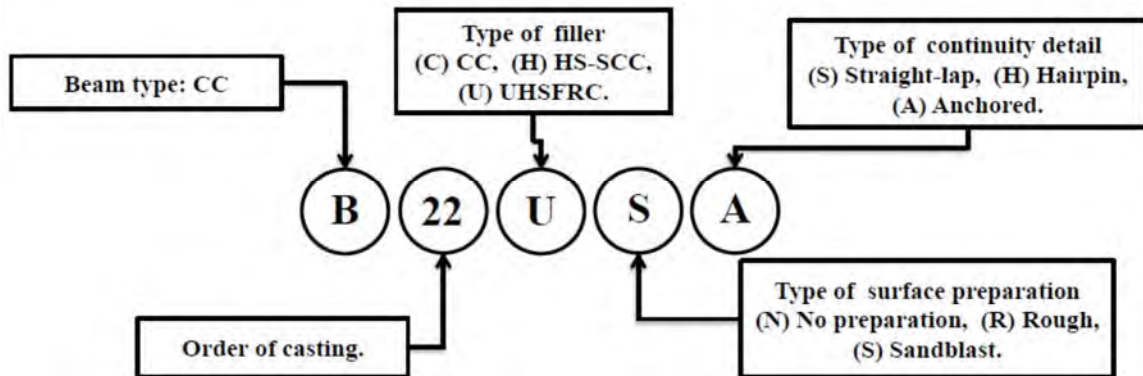 Type of filler
(C) CC, (H) HS-SCC,
(U) UHSFRC.
Type of continuity detail
(S) Straight-lap, (H) Hairpin,
(A) Anchored.
Beam type: CC
B 22 U S A
Type of surface preparation
(N) No preparation, (R) Rough,
(S) Sandblast.
Order of casting.